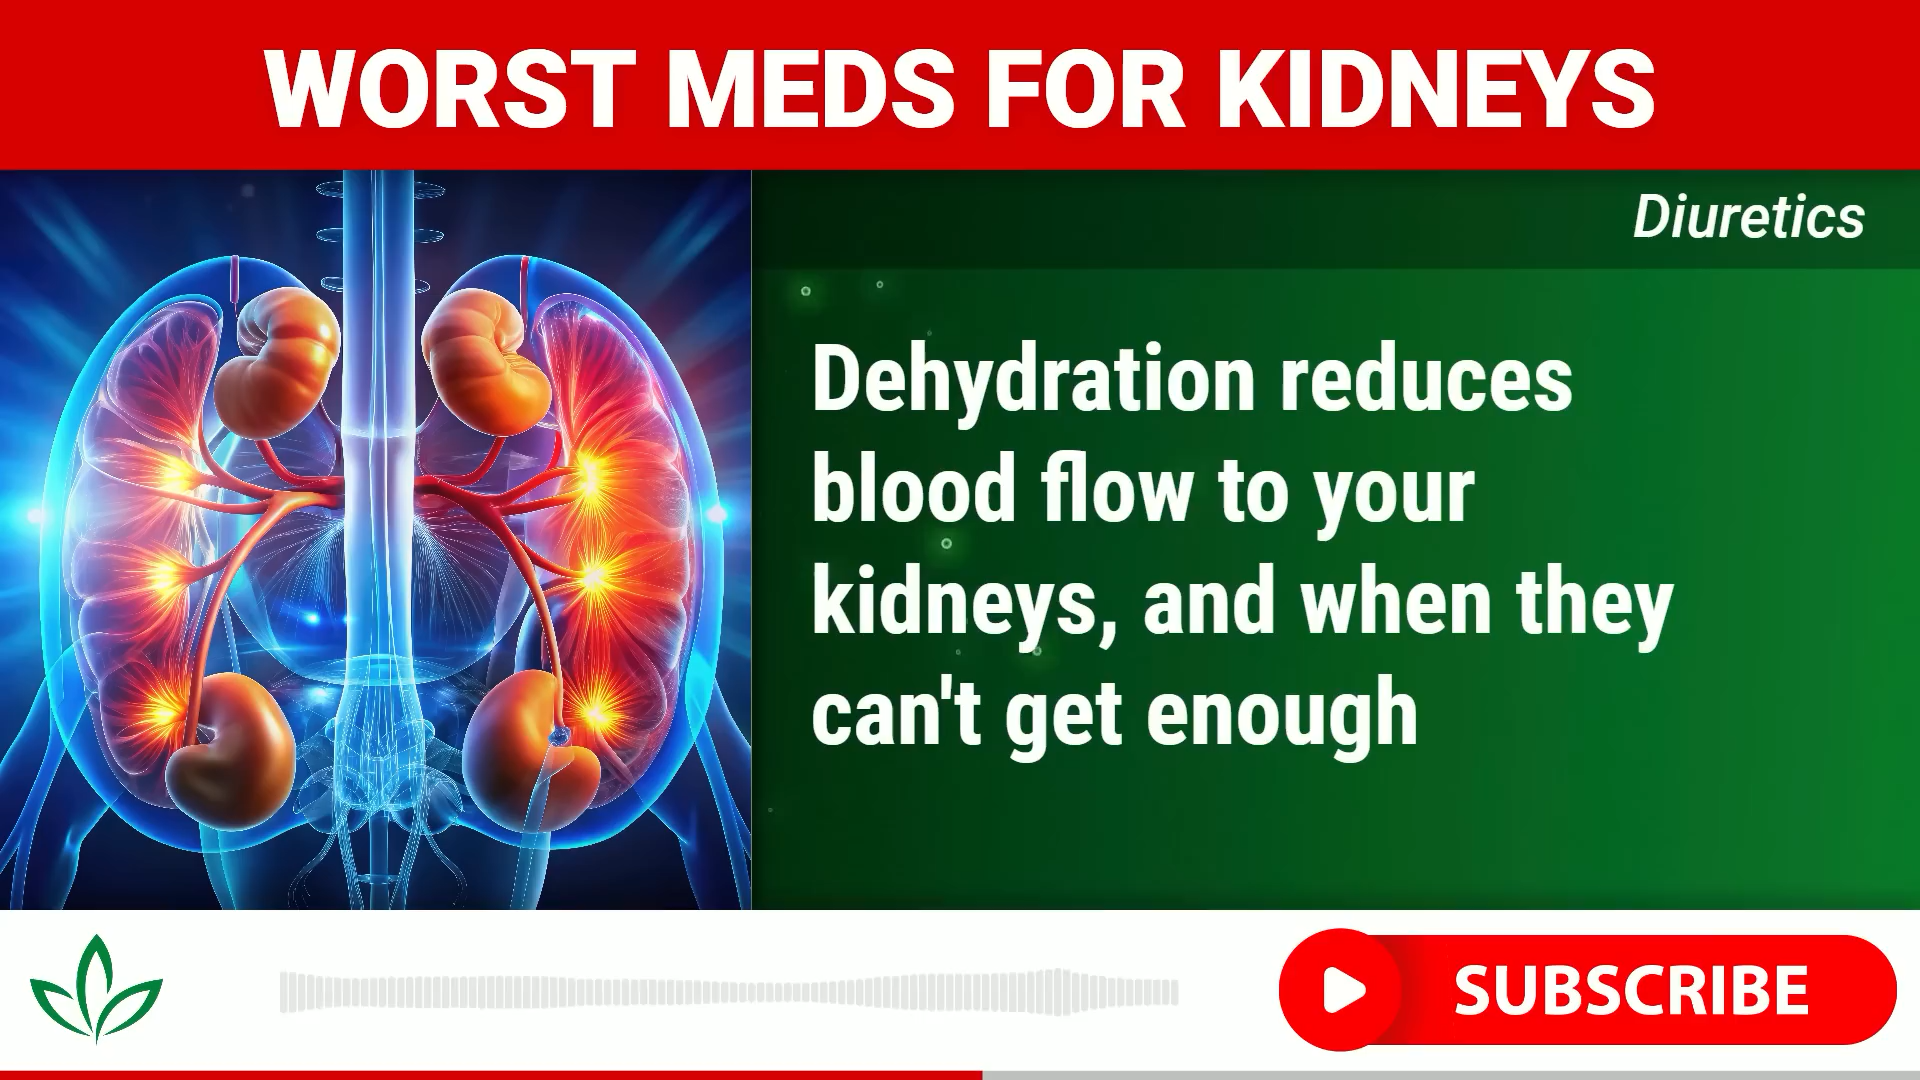 WORST MEDS FOR KIDNEYS
Diuretics
Dehydration reduces
blood flow to your
kidneys, and when they
can't get enough
SUBSCRIBE